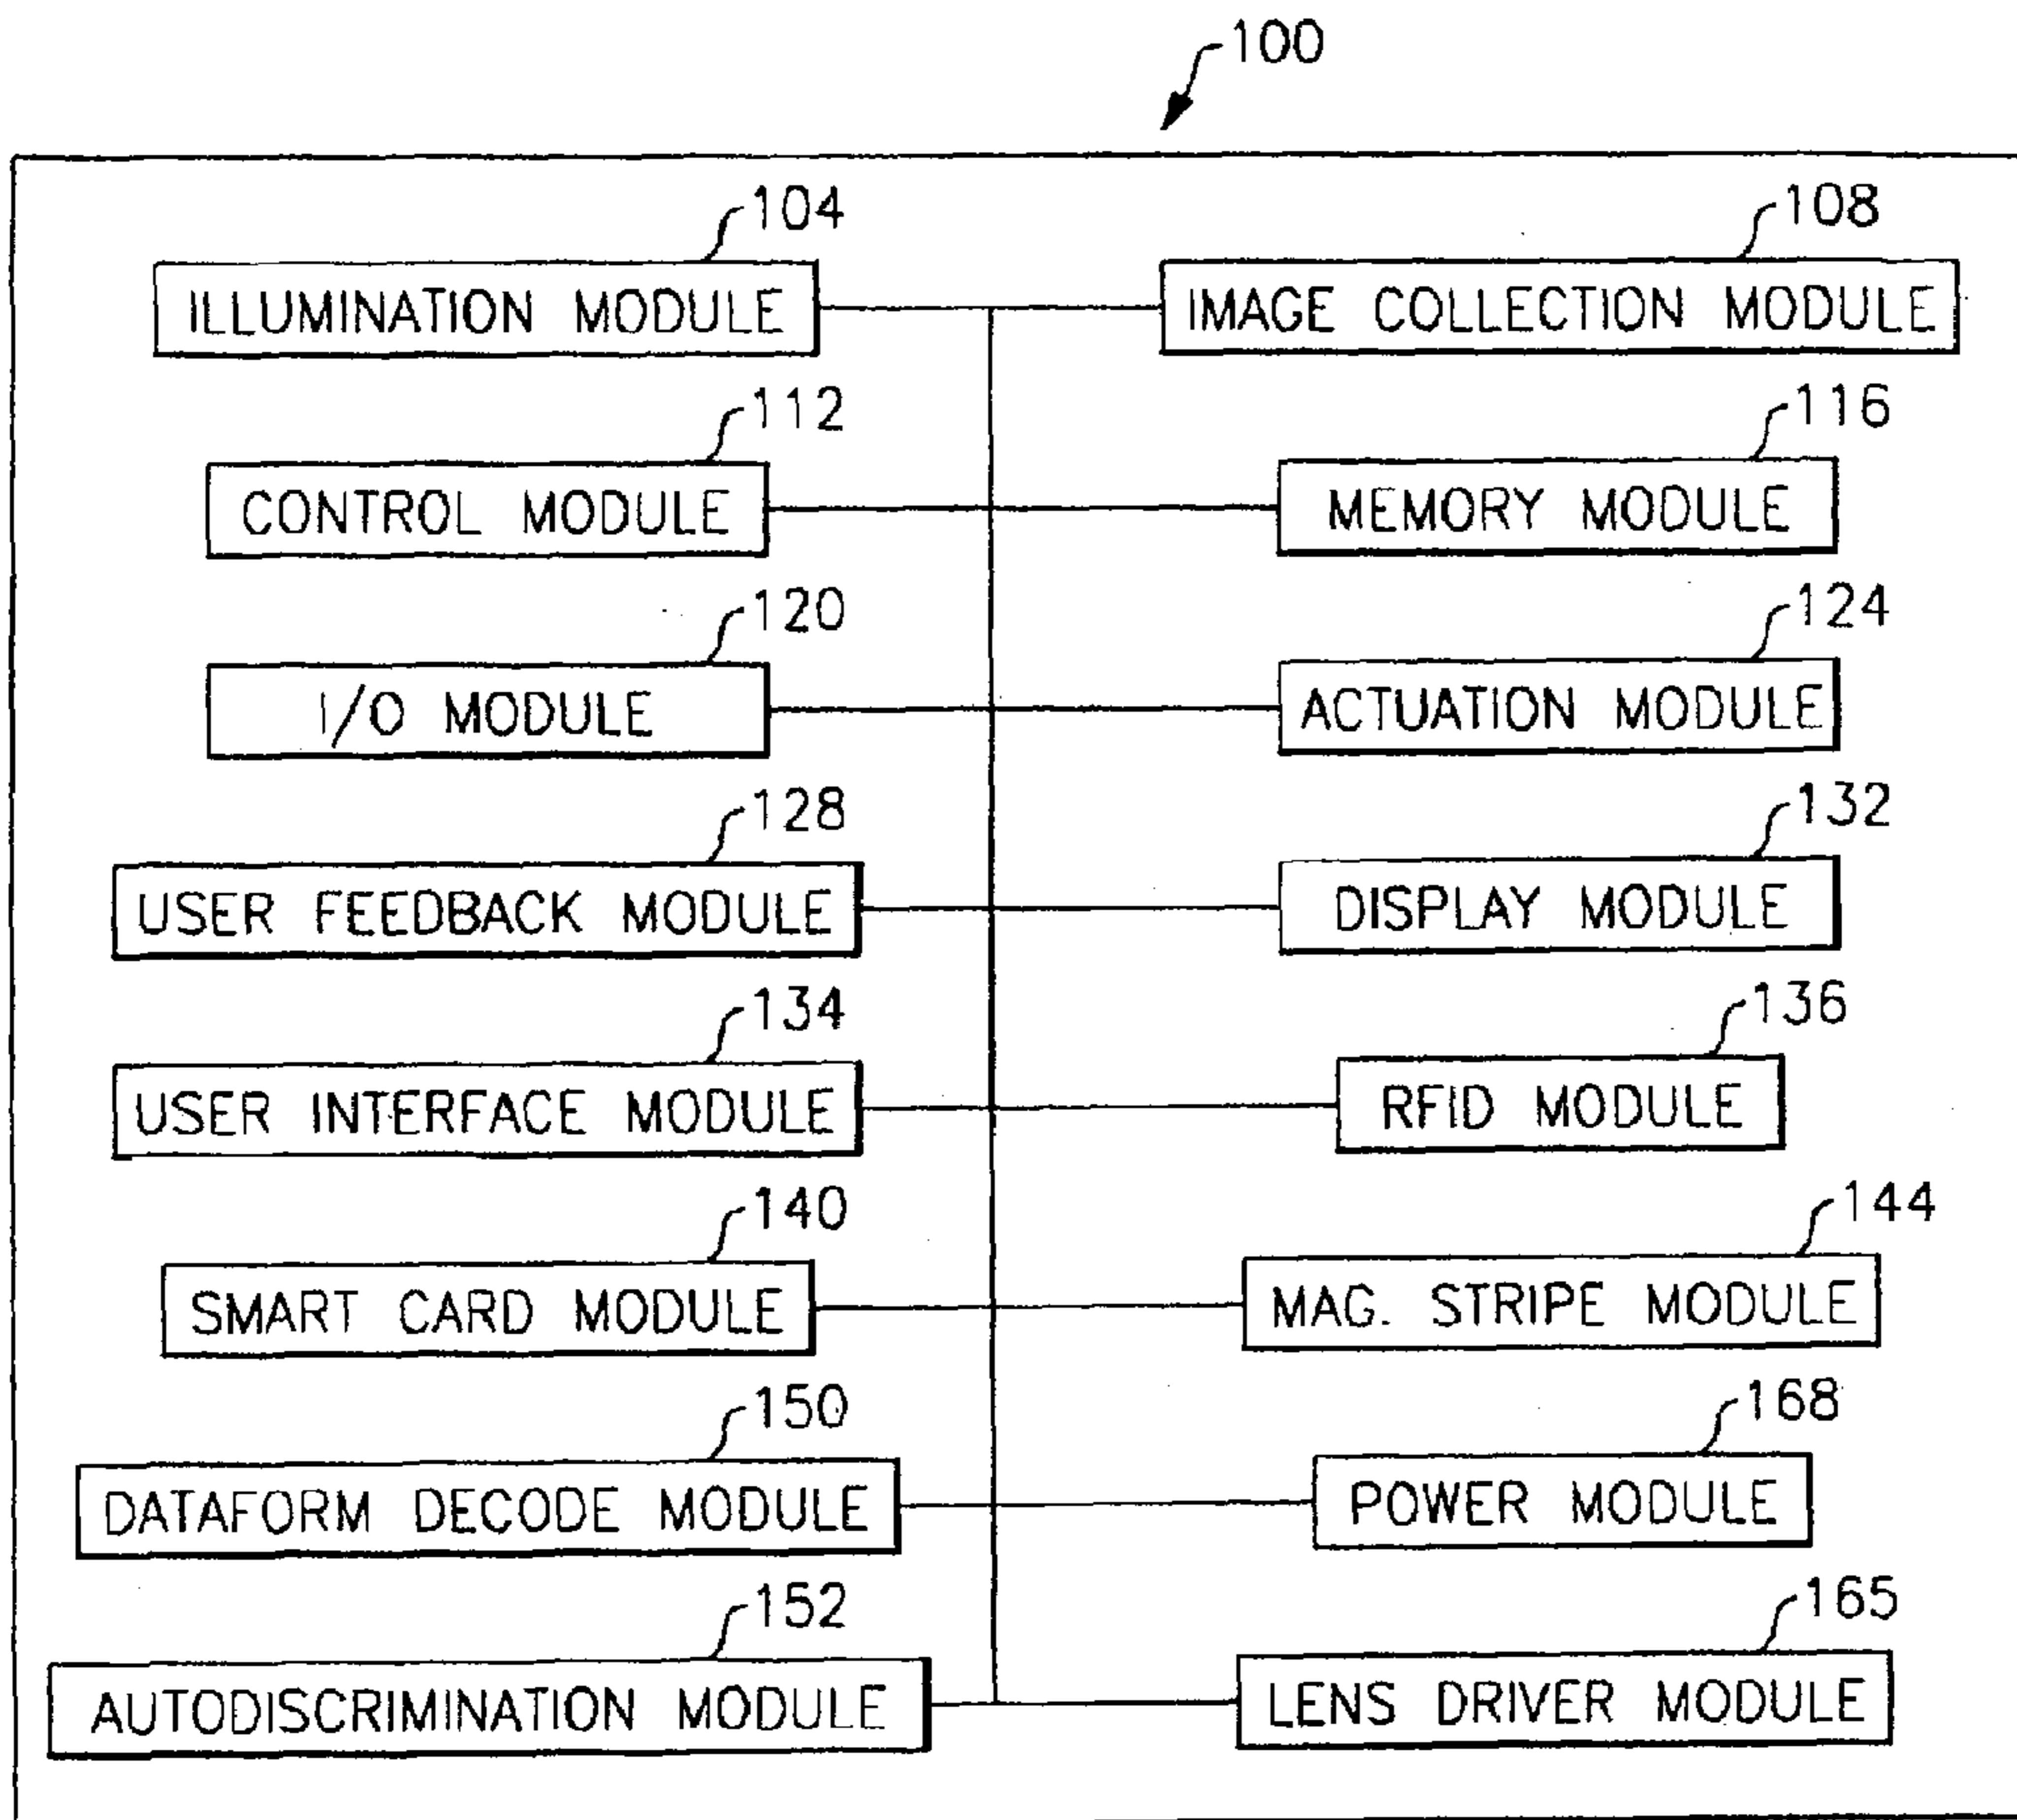 100
104
108
ILLUMINATION MODULE
IMAGE COLLECTION MODULE
112
116
CONTROL MODULE
MEMORY MODULE
120
124
I/O MODULE
ACTUATION MODULE
128
132
USER FEEDBACK MODULE
DISPLAY MODULE
134
136
USER INTERFACE MODULE
RFID MODULE
140
144
SMART CARD MODULE
MAG. STRIPE MODULE
150
168
DATAFORM DECODE MODULE
POWER MODULE
152
165
AUTODISCRIMINATION MODULE
LENS DRIVER MODULE